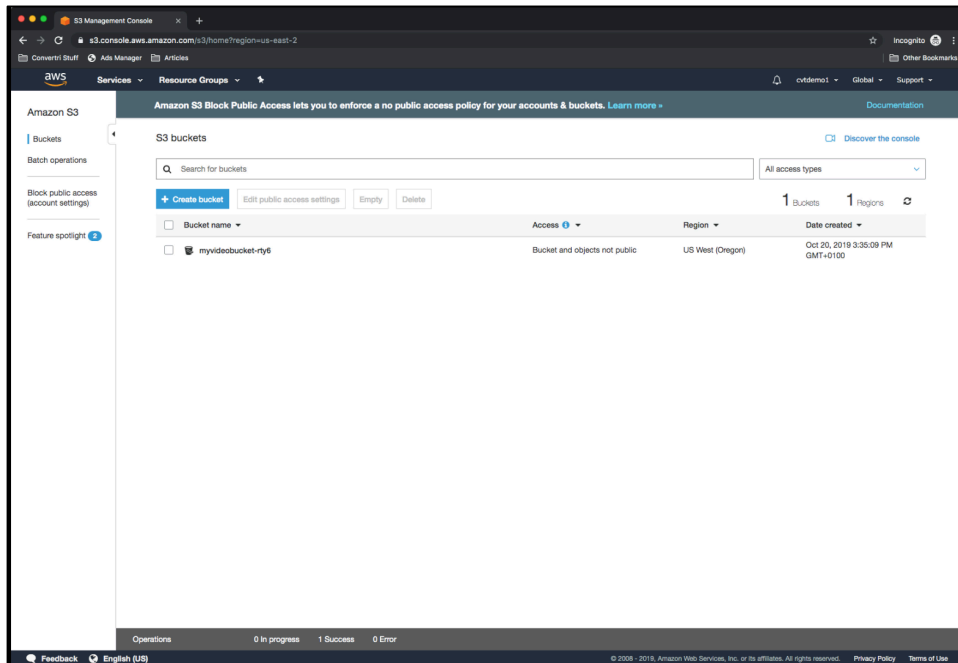 S3 Management Console
s3.console.aws.amazon.com/s3/home?region=us-east-2
Incognito
Convertri Stuff Ads Manager Articles Other Bookmarks
aws Services Resource Groups cvtdemo1 Global Support
Amazon S3
Buckets
Batch operations
Block public access
(account settings)
Feature spotlight 2
Amazon S3 Block Public Access lets you to enforce a no public access policy for your accounts & buckets. Learn more » Documentation
S3 buckets Discover the console
Search for buckets All access types
+ Create bucket Edit public access settings Empty Delete 1 Buckets 1 Regions
Bucket name Access Region Date created
myvideobucket-rty6 Bucket and objects not public US West (Oregon) Oct 20, 2019 3:35:09 PM
GMT+0100
Operations 0 In progress 1 Success 0 Error
Feedback English (US) © 2008 - 2019, Amazon Web Services, Inc. or its affiliates. All rights reserved. Privacy Policy Terms of Use